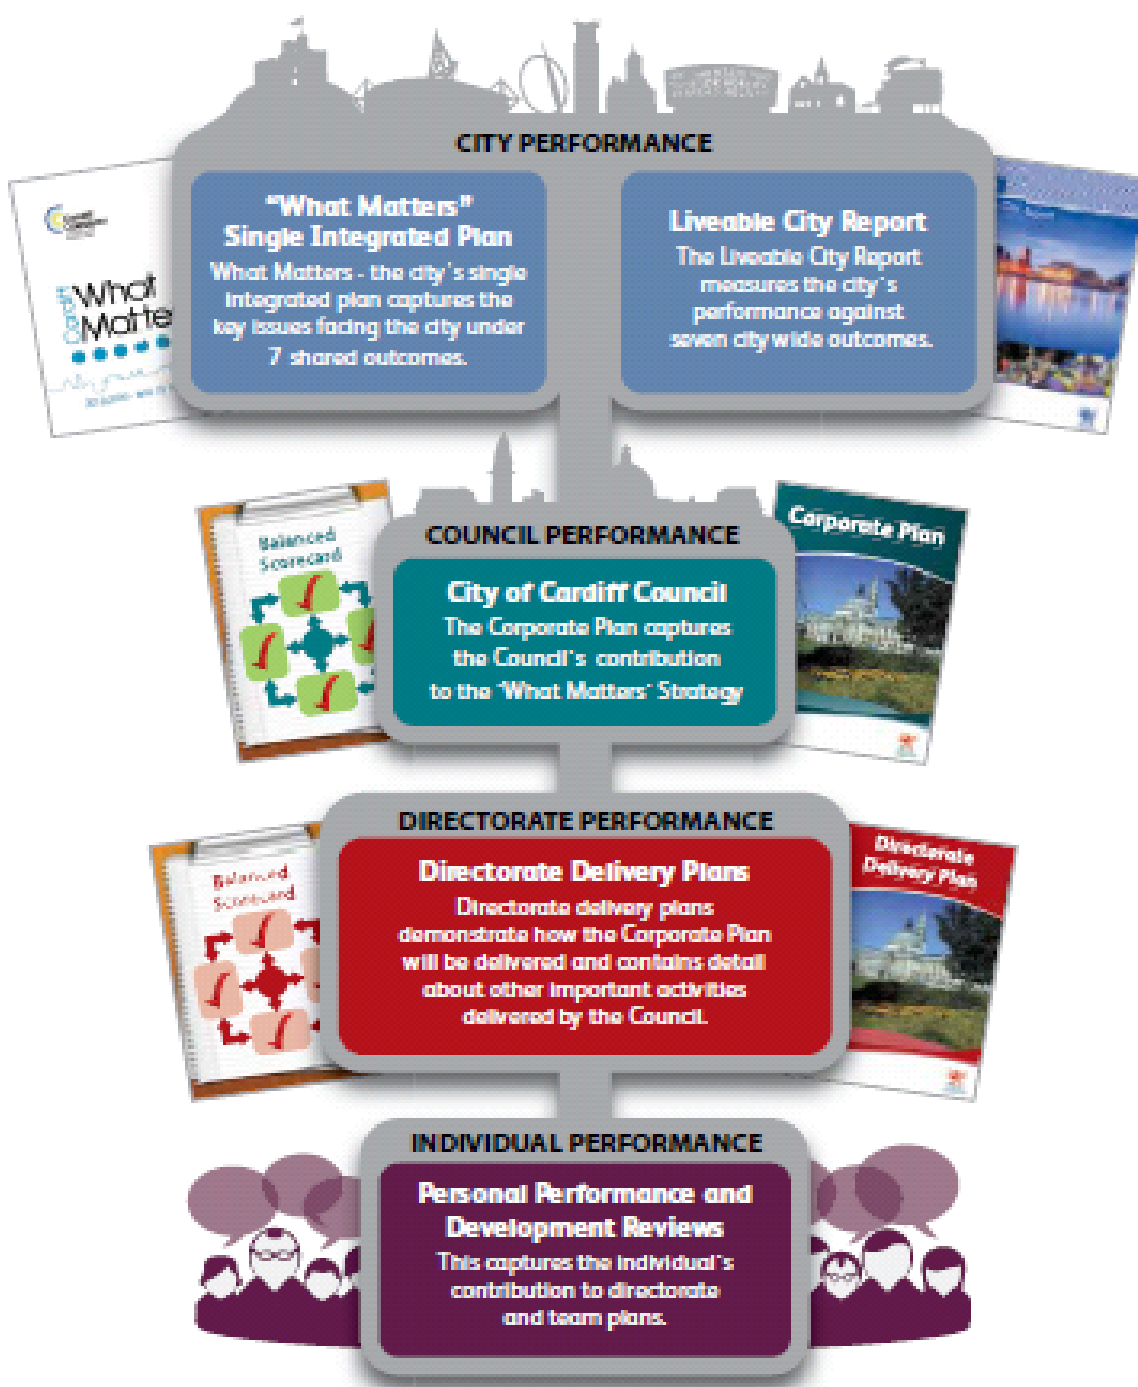 CITY PERFORMANCE
"What Matters"
Single Integrated Plan
What Matters - the city's single
integrated plan captures the
key issues facing the city under
7 shared outcomes.
Liveable City Report
The Liveable City Report
measures the city's
performance against
seven citywide outcomes.
Cardiff
What
Matte
COUNCIL PERFORMANCE
City of Cardiff Council
The Corporate Plan captures
the Council's contribution
to the 'What Matters' Strategy
Balanced
Scorecard
Corporate Plan
DIRECTORATE PERFORMANCE
Directorate Delivery Plans
Directorate delivery plans
demonstrate how the Corporate Plan
will be delivered and contains detail
about other important activities
delivered by the Council.
Balanced
Scorecard
Directorate
Delivery Plan
INDIVIDUAL PERFORMANCE
Personal Performance and
Development Reviews
This captures the individual's
contribution to directorate
and team plans.